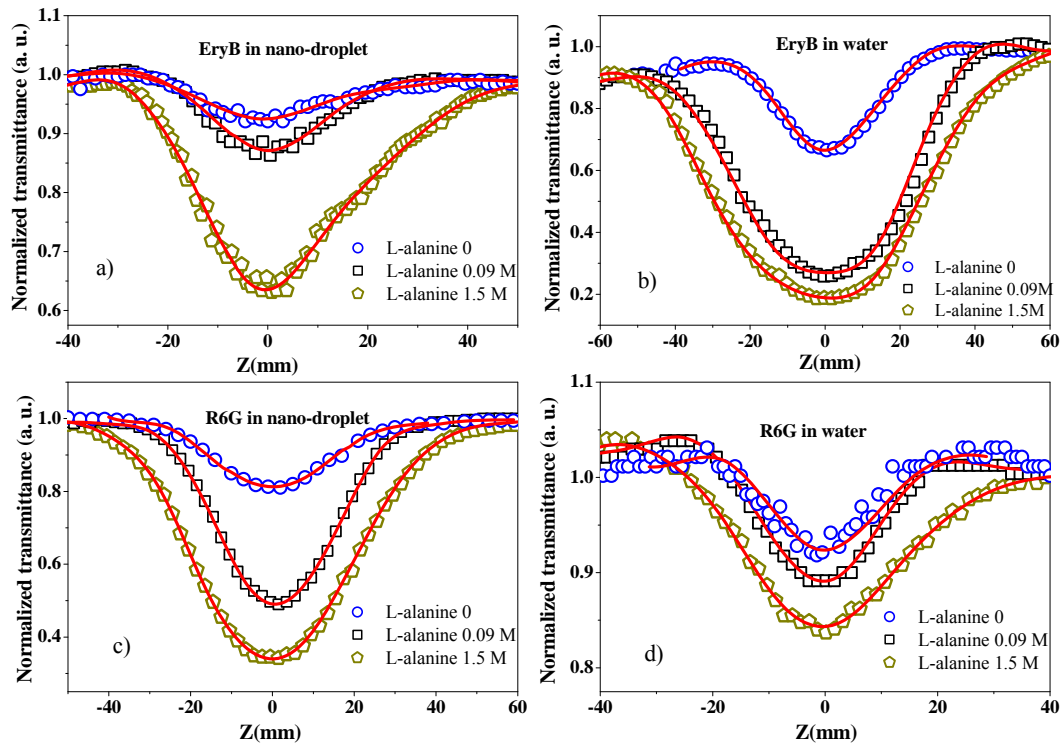 1.1
EryB in nano-droplet
1.0
0.9
0.8
0.7
0.6
Normalized transmittance (a. u.)
a)
L-alanine 0
L-alanine 0.09 M
L-alanine 1.5 M
-40 -20 0 20 40
Z(mm)
EryB in water
1.0
0.8
0.6
0.4
0.2
Normalized transmittance (a. u.)
b)
L-alanine 0
L-alanine 0.09M
L-alanine 1.5M
-60 -40 -20 0 20 40 60
Z(mm)
R6G in nano-droplet
1.0
0.8
0.6
0.4
Normalized transmittance (a. u.)
c)
L-alanine 0
L-alanine 0.09 M
L-alanine 1.5 M
-40 -20 0 20 40 60
Z(mm)
1.1
R6G in water
1.0
0.9
0.8
Normalized transmittance (a. u.)
d)
L-alanine 0
L-alanine 0.09 M
L-alanine 1.5 M
-40 -20 0 20 40
Z(mm)